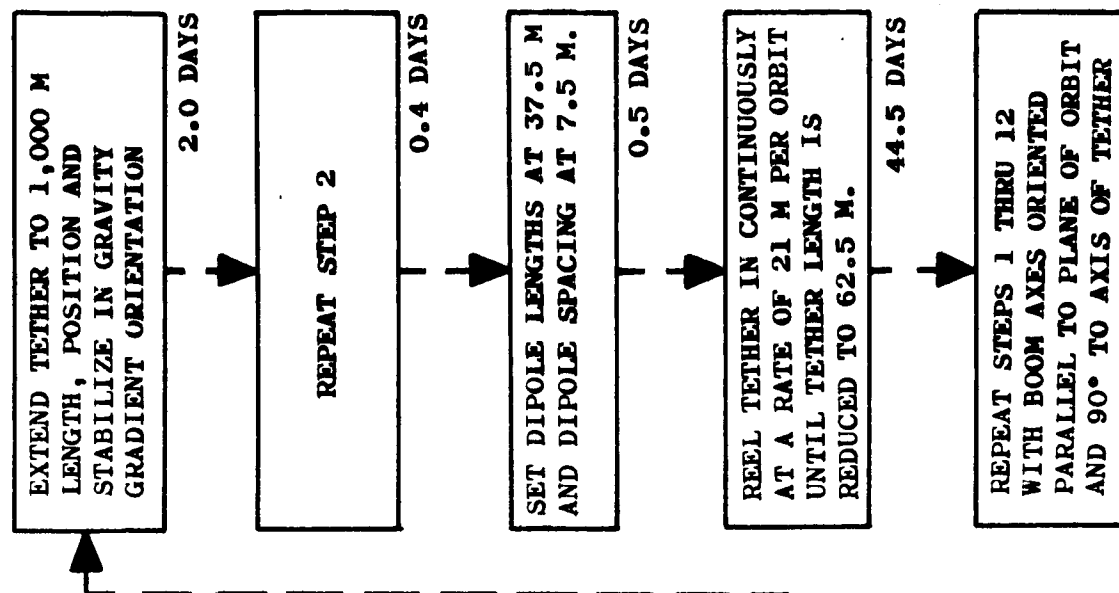 EXTEND TETHER TO 1,000 M
LENGTH, POSITION AND
STABILIZE IN GRAVITY
GRADIENT ORIENTATION
2.0 DAYS
REPEAT STEP 2
0.4 DAYS
SET DIPOLE LENGTHS AT 37.5 M
AND DIPOLE SPACING AT 7.5 M.
0.5 DAYS
REEL TETHER IN CONTINUOUSLY
AT A RATE OF 21 M PER ORBIT
UNTIL TETHER LENGTH IS
REDUCED TO 62.5 M.
44.5 DAYS
REPEAT STEPS 1 THRU 12
WITH BOOM AXES ORIENTED
PARALLEL TO PLANE OF ORBIT
AND 90° TO AXIS OF TETHER